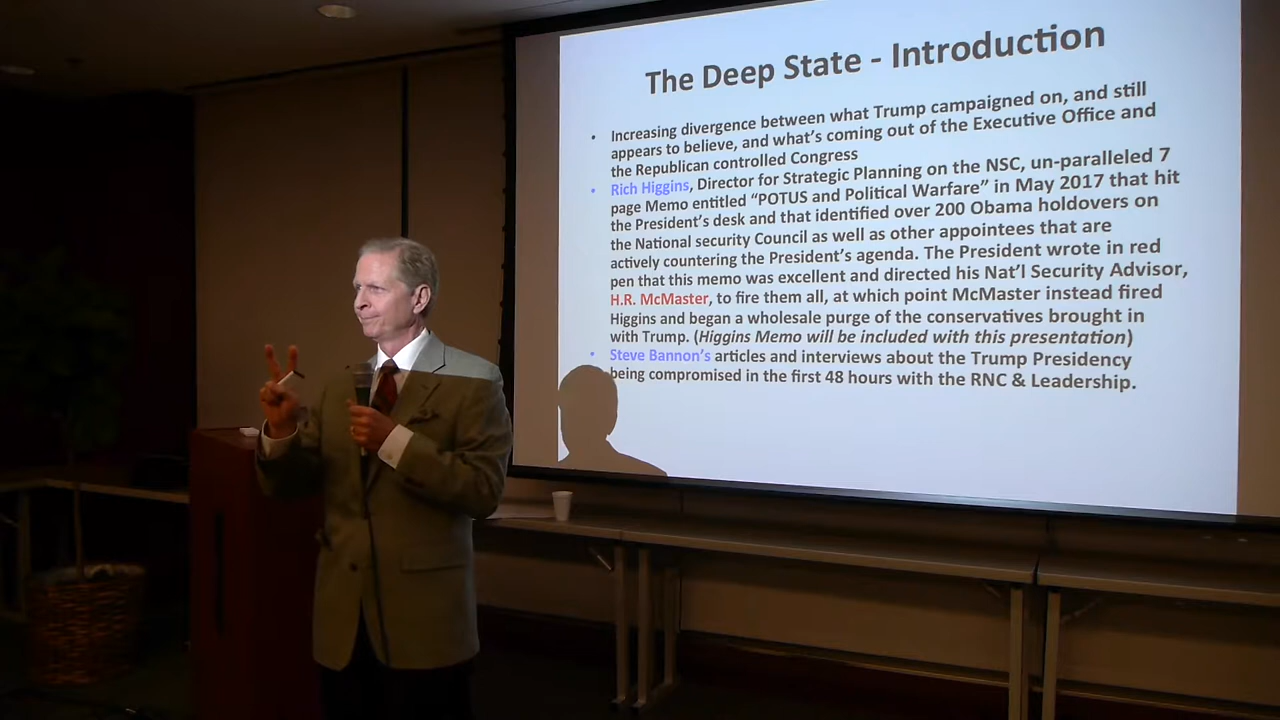 The Deep State - Introduction
• Increasing divergence between what Trump campaigned on, and still
appears to believe, and what's coming out of the Executive Office and
the Republican controlled Congress
• Rich Higgins, Director for Strategic Planning on the NSC, un-paralleled 7
page Memo entitled “POTUS and Political Warfare” in May 2017 that hit
the President's desk and that identified over 200 Obama holdovers on
the National security Council as well as other appointees that are
actively countering the President's agenda. The President wrote in red
pen that this memo was excellent and directed his Nat'l Security Advisor,
H.R. McMaster, to fire them all, at which point McMaster instead fired
Higgins and began a wholesale purge of the conservatives brought in
with Trump. (Higgins Memo will be included with this presentation)
• Steve Bannon's articles and interviews about the Trump Presidency
being compromised in the first 48 hours with the RNC & Leadership.